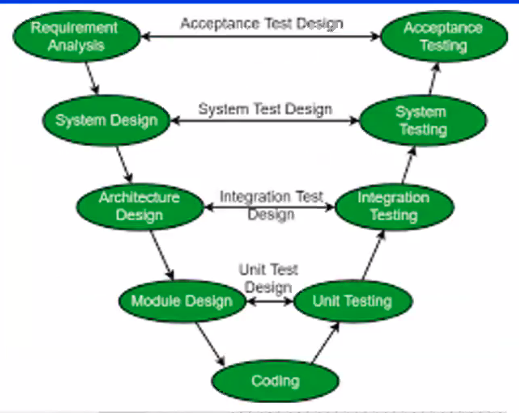 Requirement
Analysis
Acceptance Test Design
Acceptance
Testing
System Design
System Test Design
System
Testing
Architecture
Design
Integration Test
Design
Integration
Testing
Module Design
Unit Test
Design
Unit Testing
Coding